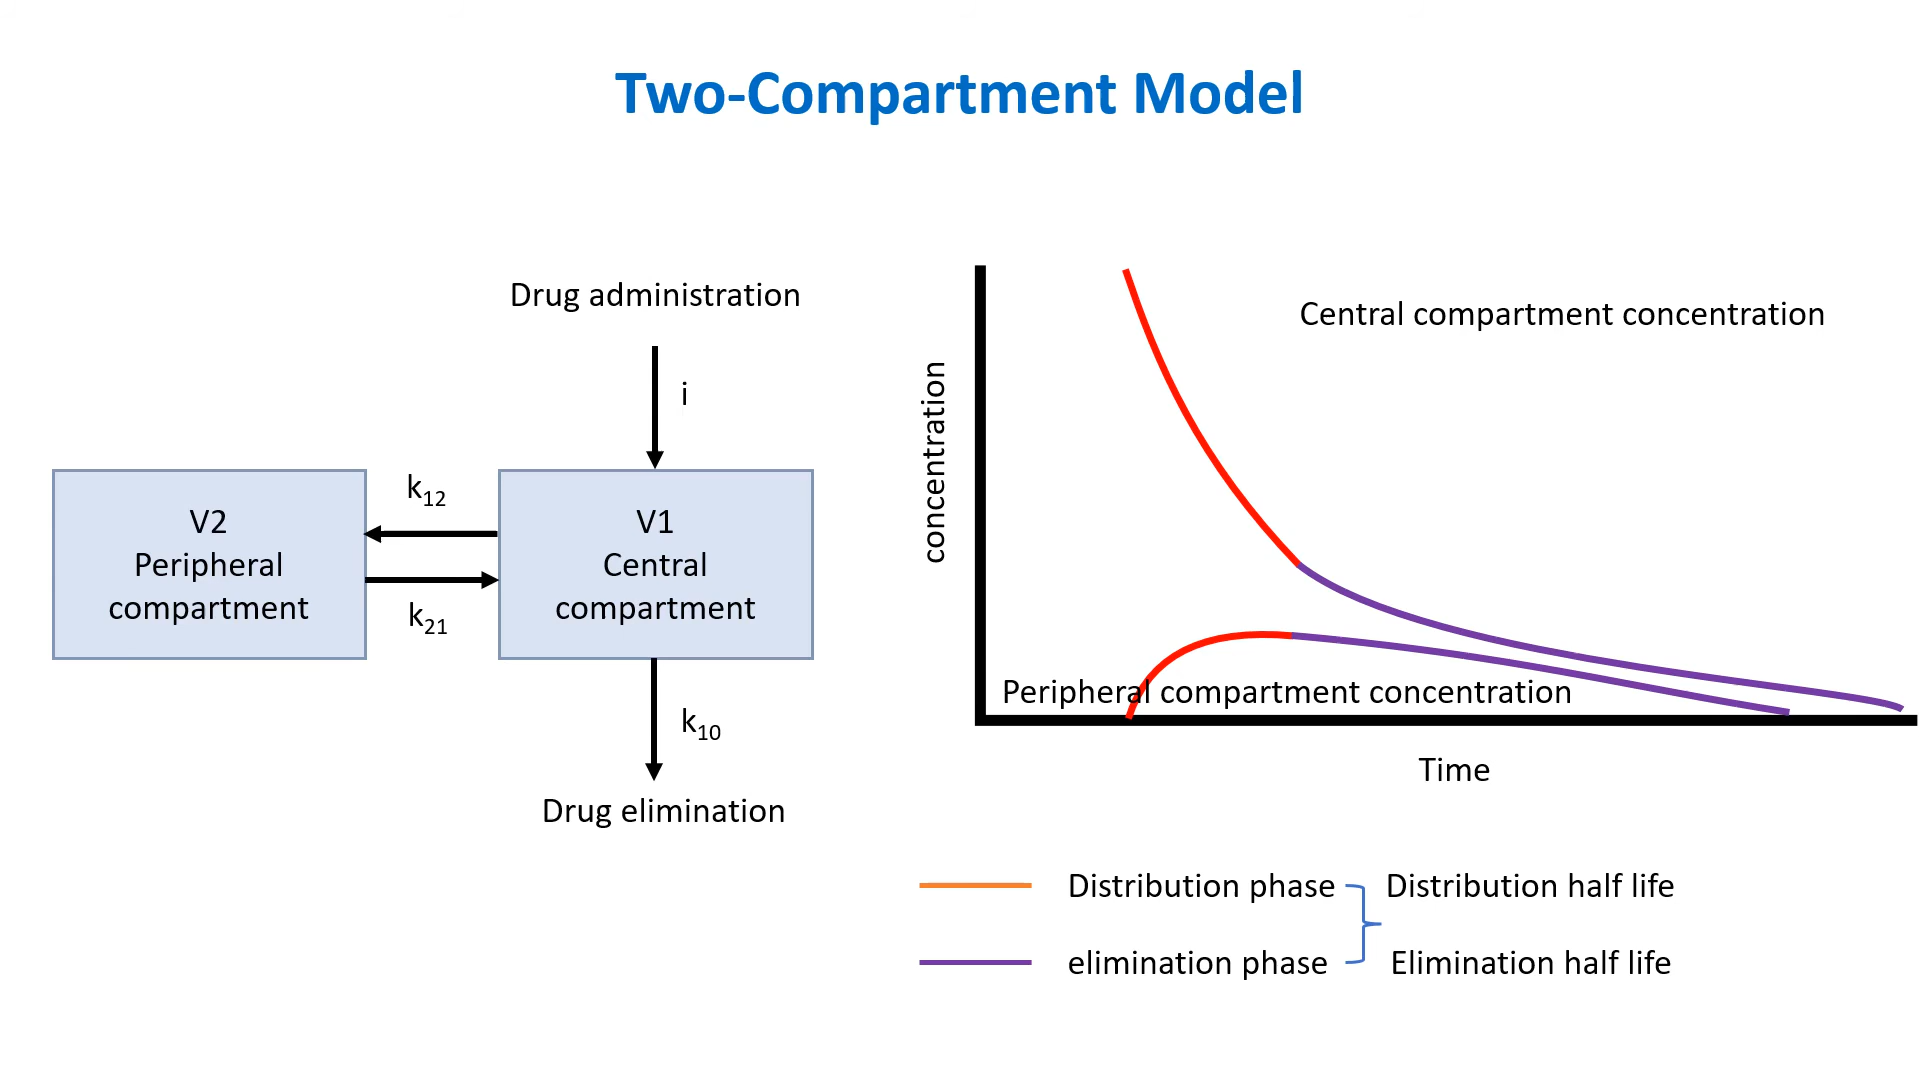 Two-Compartment Model
Drug administration
i
k12
V2
Peripheral
compartment
V1
Central
compartment
k21
k10
Drug elimination
Central compartment concentration
concentration
Peripheral compartment concentration
Time
Distribution phase
Distribution half life
elimination phase
Elimination half life